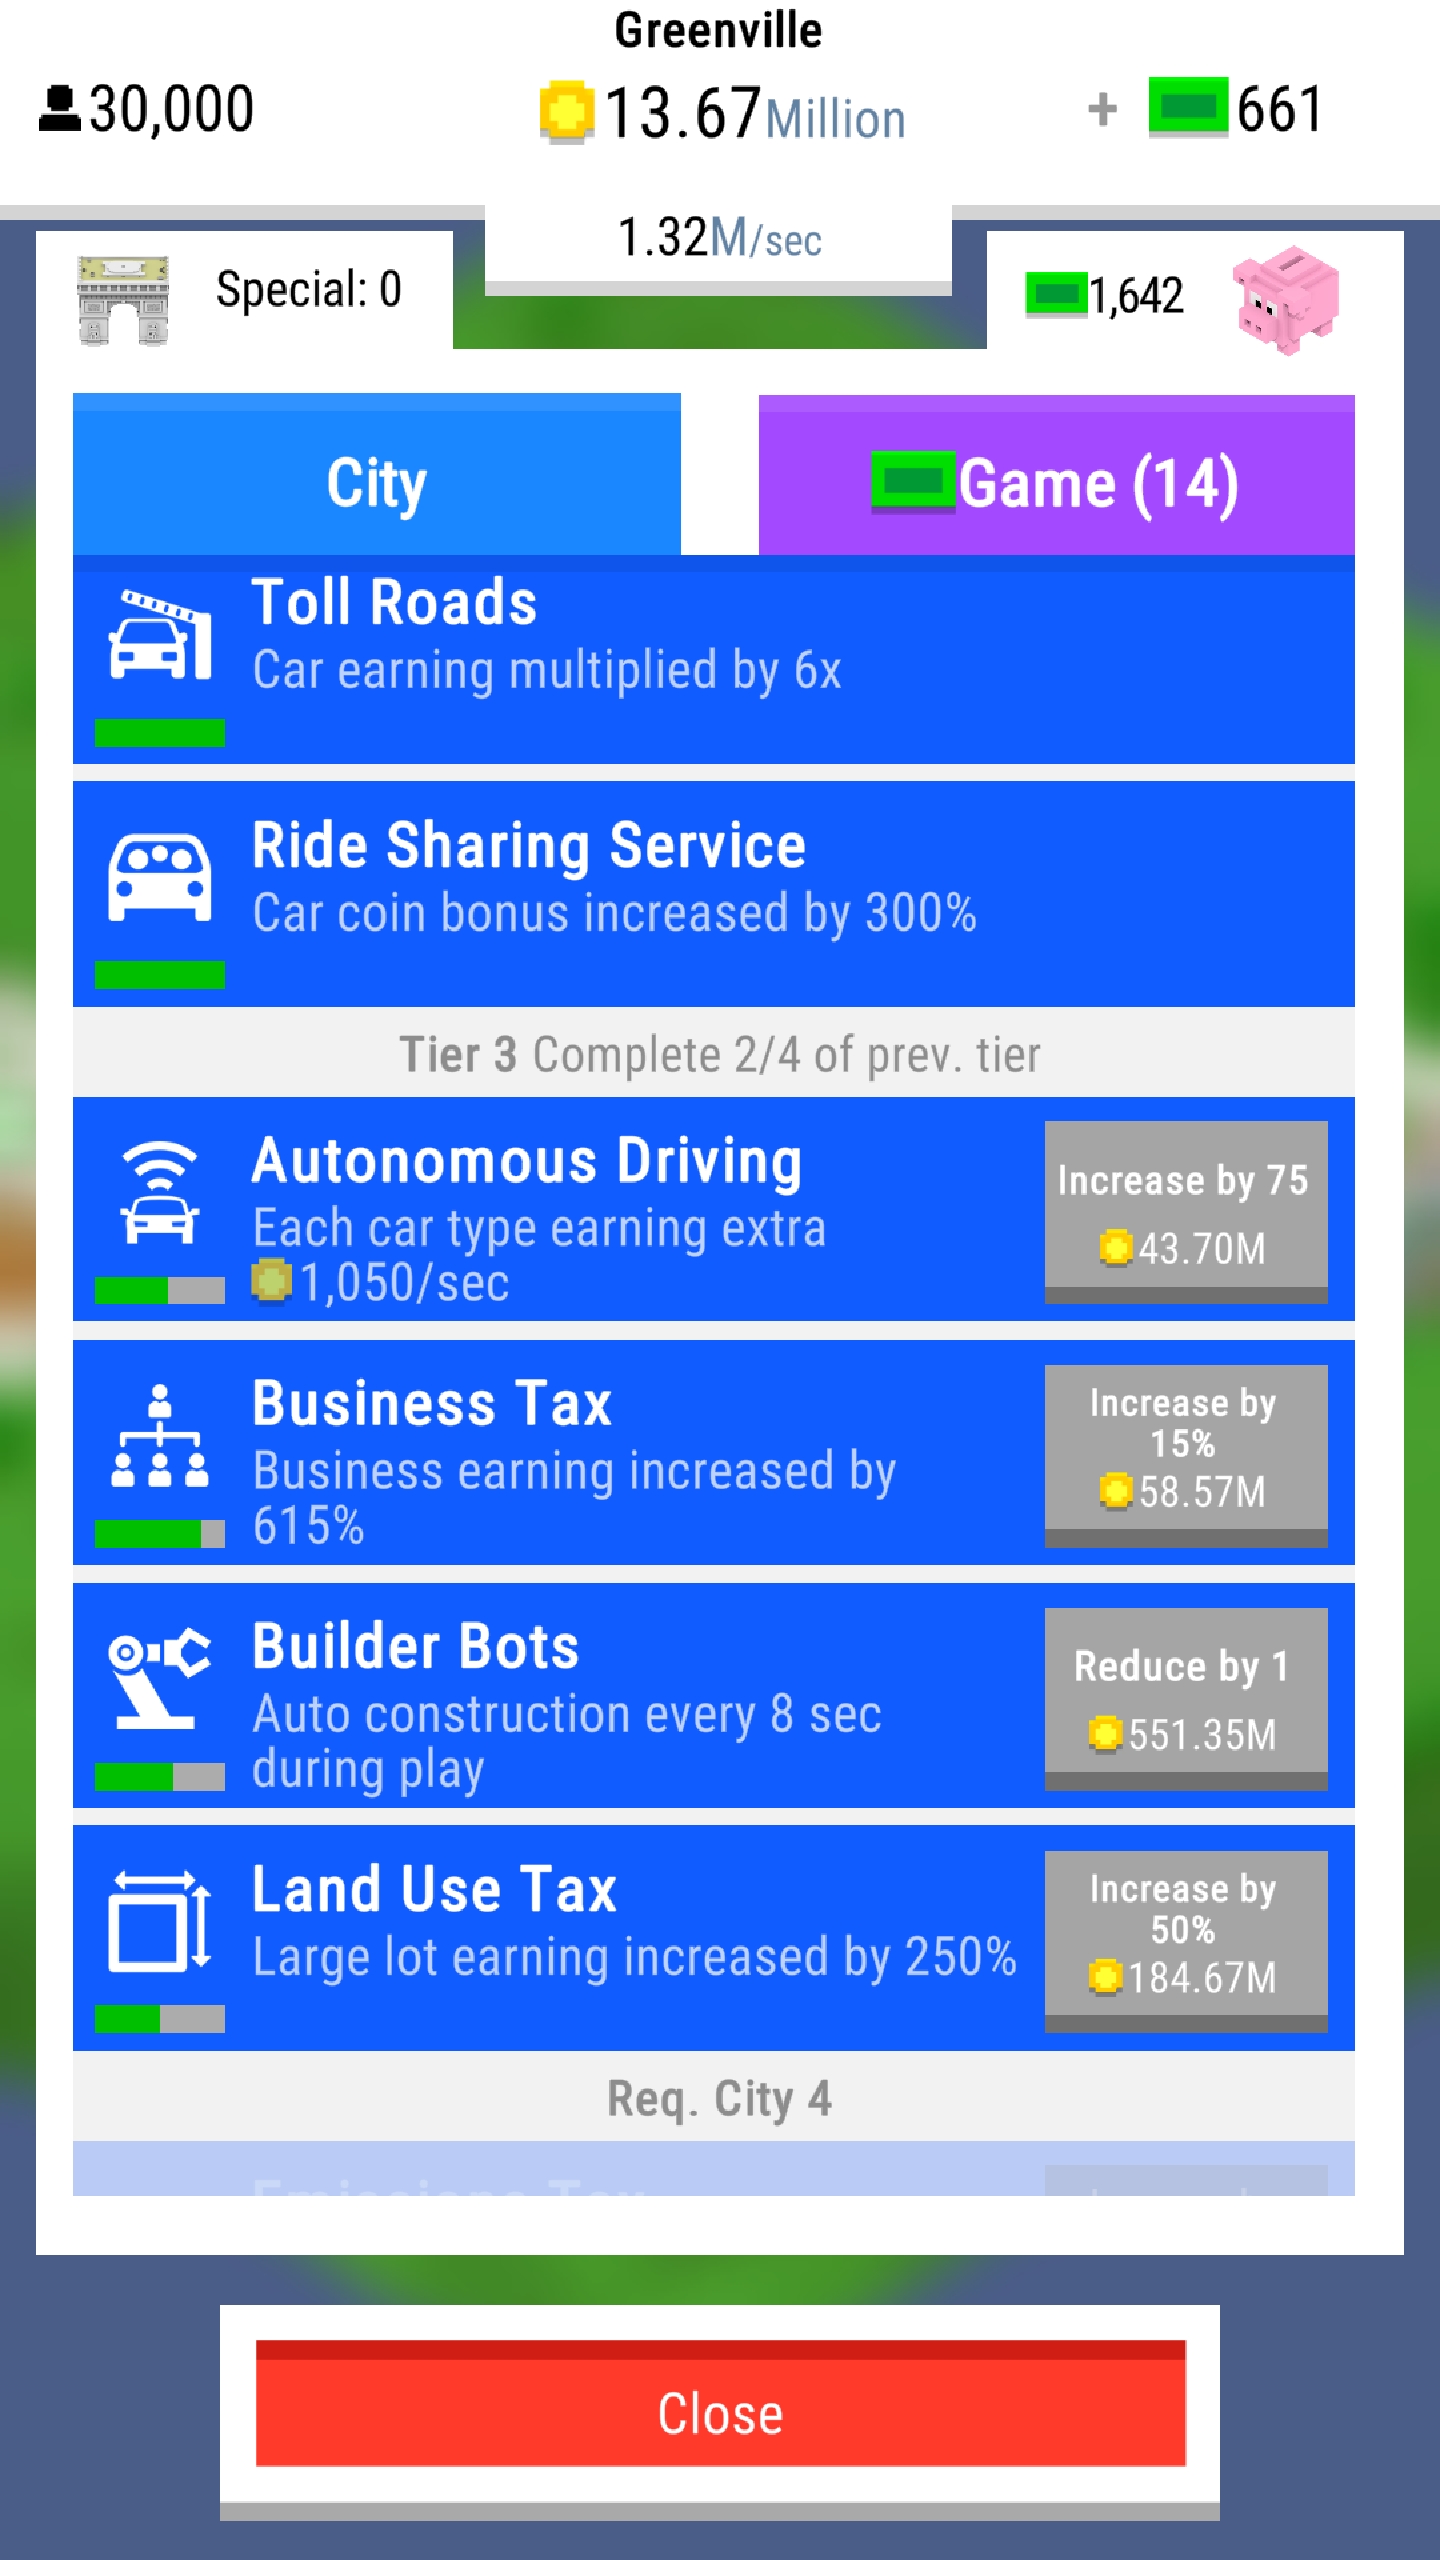 Greenville
30,000
13.67Million
+ 661
1.32M/sec
Special: 0
1,642
City
Game (14)
Toll Roads
Car earning multiplied by 6x
Ride Sharing Service
Car coin bonus increased by 300%
Tier 3 Complete 2/4 of prev. tier
Autonomous Driving
Each car type earning extra
1,050/sec
Increase by 75
43.70M
Business Tax
Business earning increased by
615%
Increase by
15%
58.57M
Builder Bots
Auto construction every 8 sec
during play
Reduce by 1
551.35M
Land Use Tax
Large lot earning increased by 250%
Increase by
50%
184.67M
Req. City 4
Emissions Tax
Close